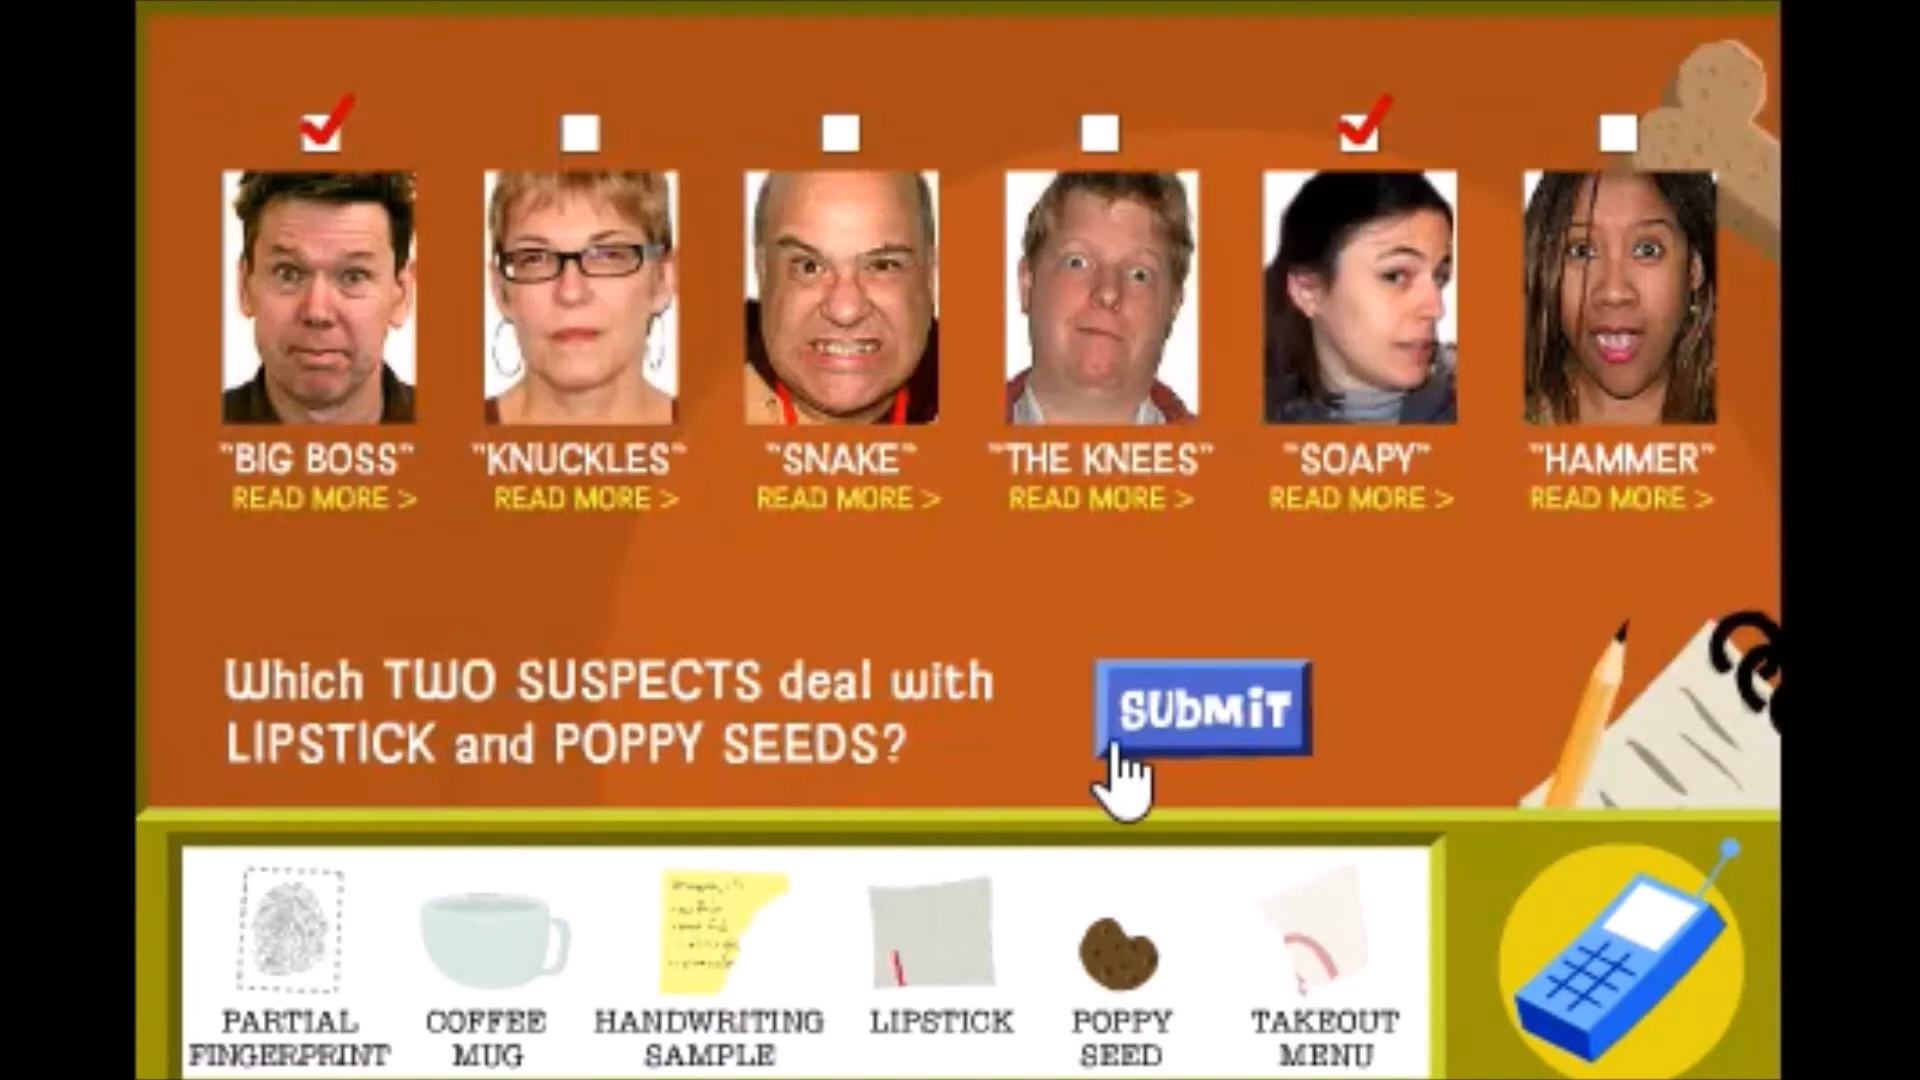 "BIG BOSS" "KNUCKLES" "SNAKE" "THE KNEES" "SOAPY" "HAMMER"
READ MORE > READ MORE > READ MORE > READ MORE > READ MORE > READ MORE >
Which TWO SUSPECTS deal with
LIPSTICK and POPPY SEEDS?
SUbMiT
PARTIAL FINGERPRINT
COFFEE MUG
HANDWRITING SAMPLE
LIPSTICK
POPPY SEED
TAKEOUT MENU